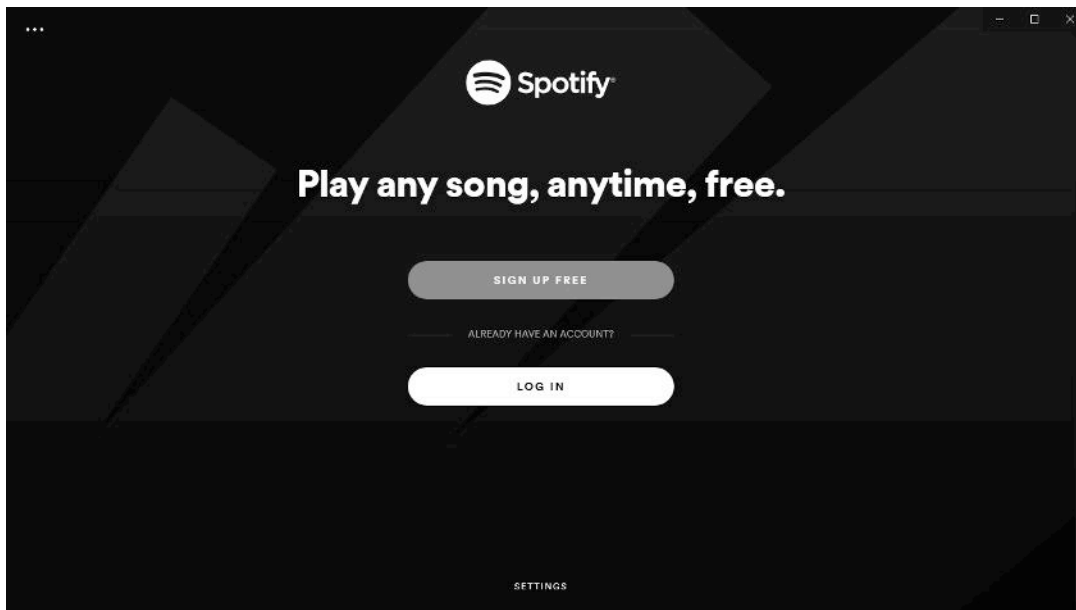 Spotify®
Play any song, anytime, free.
SIGN UP FREE
ALREADY HAVE AN ACCOUNT?
LOG IN
SETTINGS